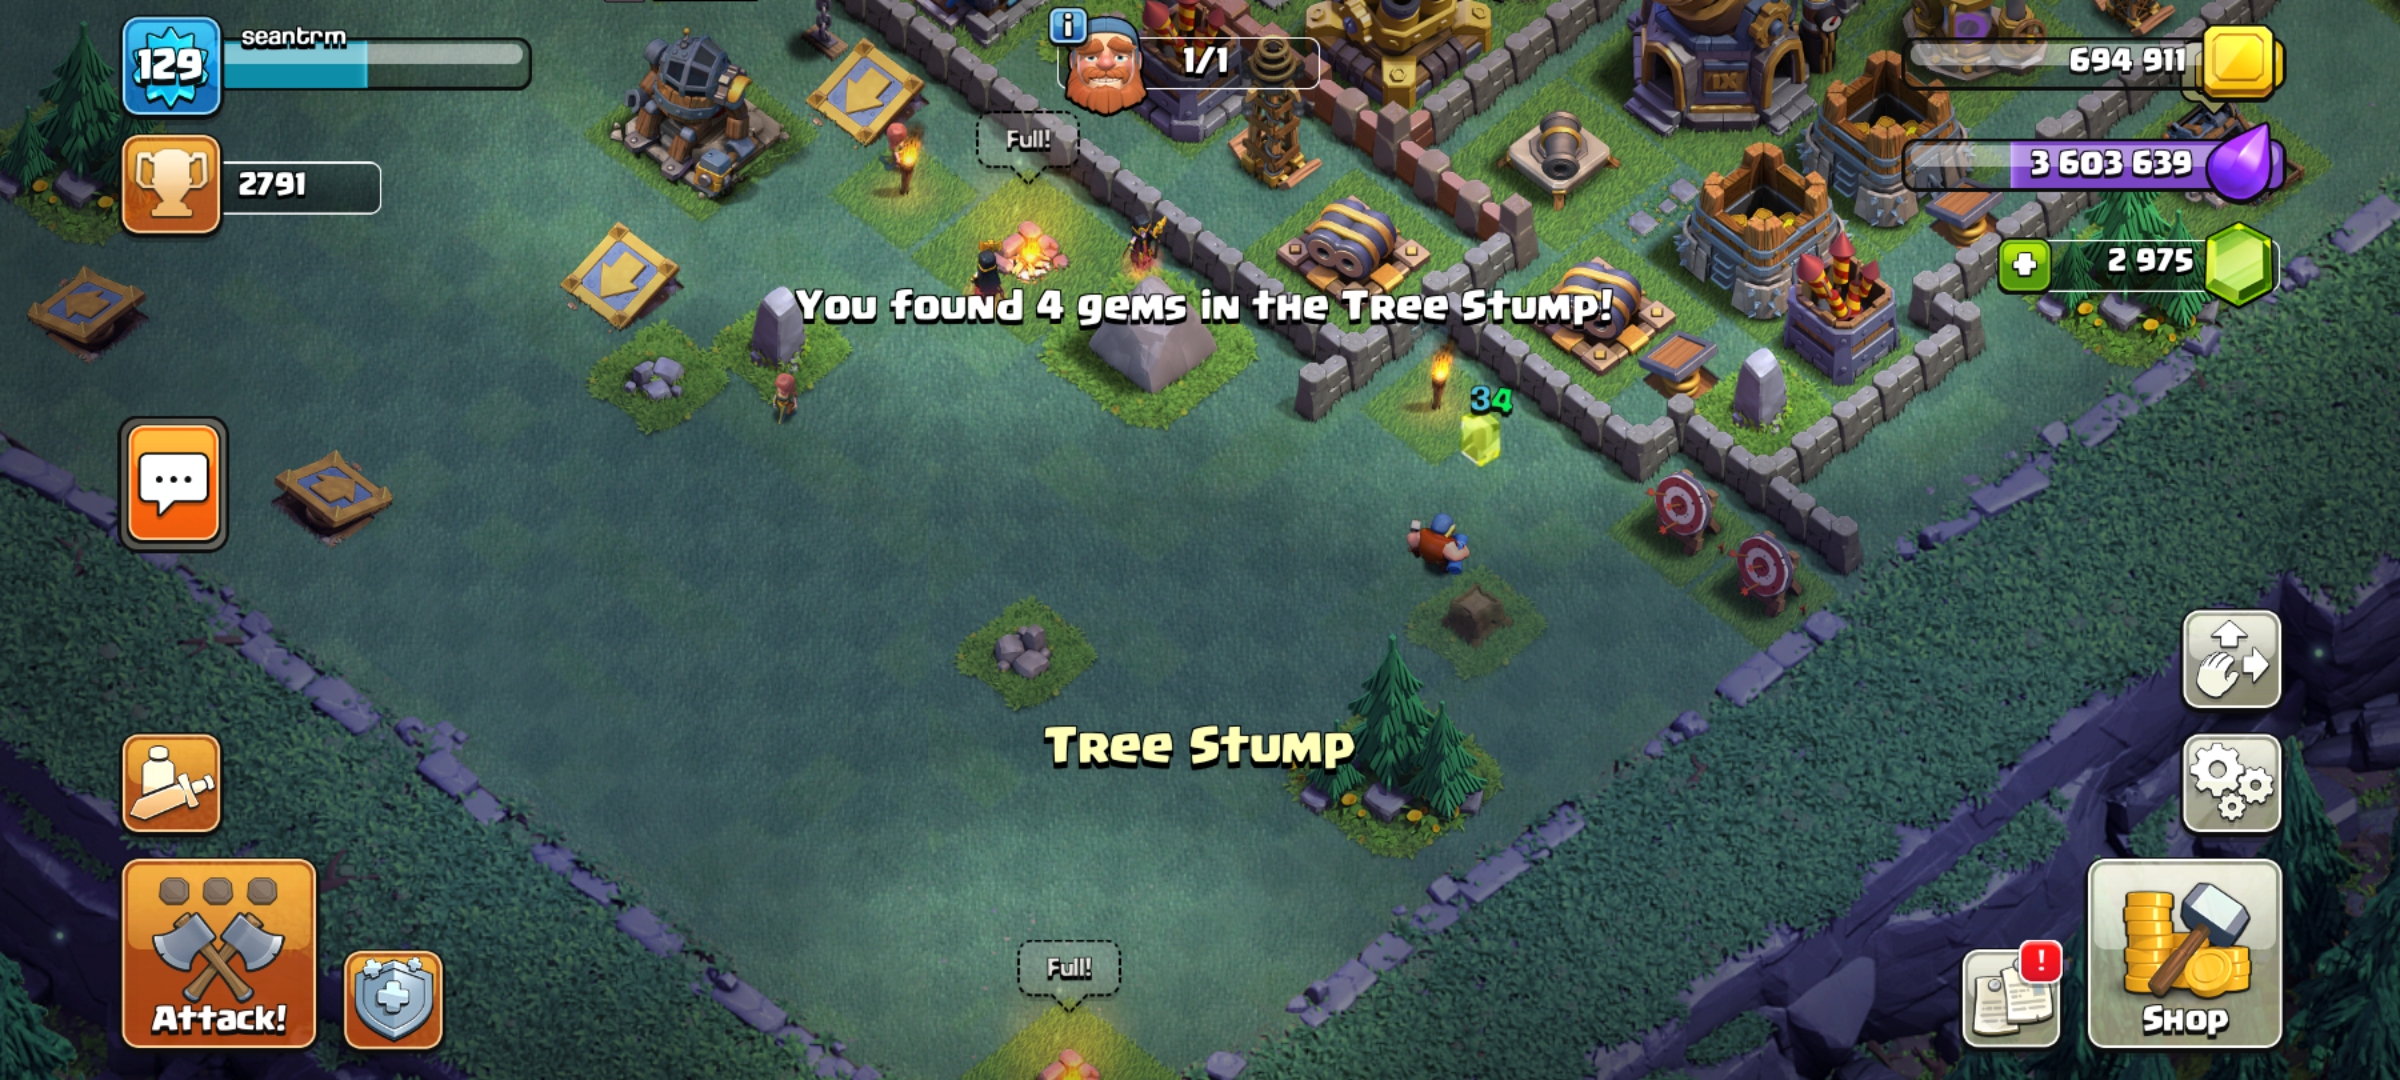 129
seantrm
1/1
694 911
2791
3 603 639
2 975
Full!
You found 4 gems in the Tree Stump!
34
Tree Stump
Full!
Attack!
!
Shop